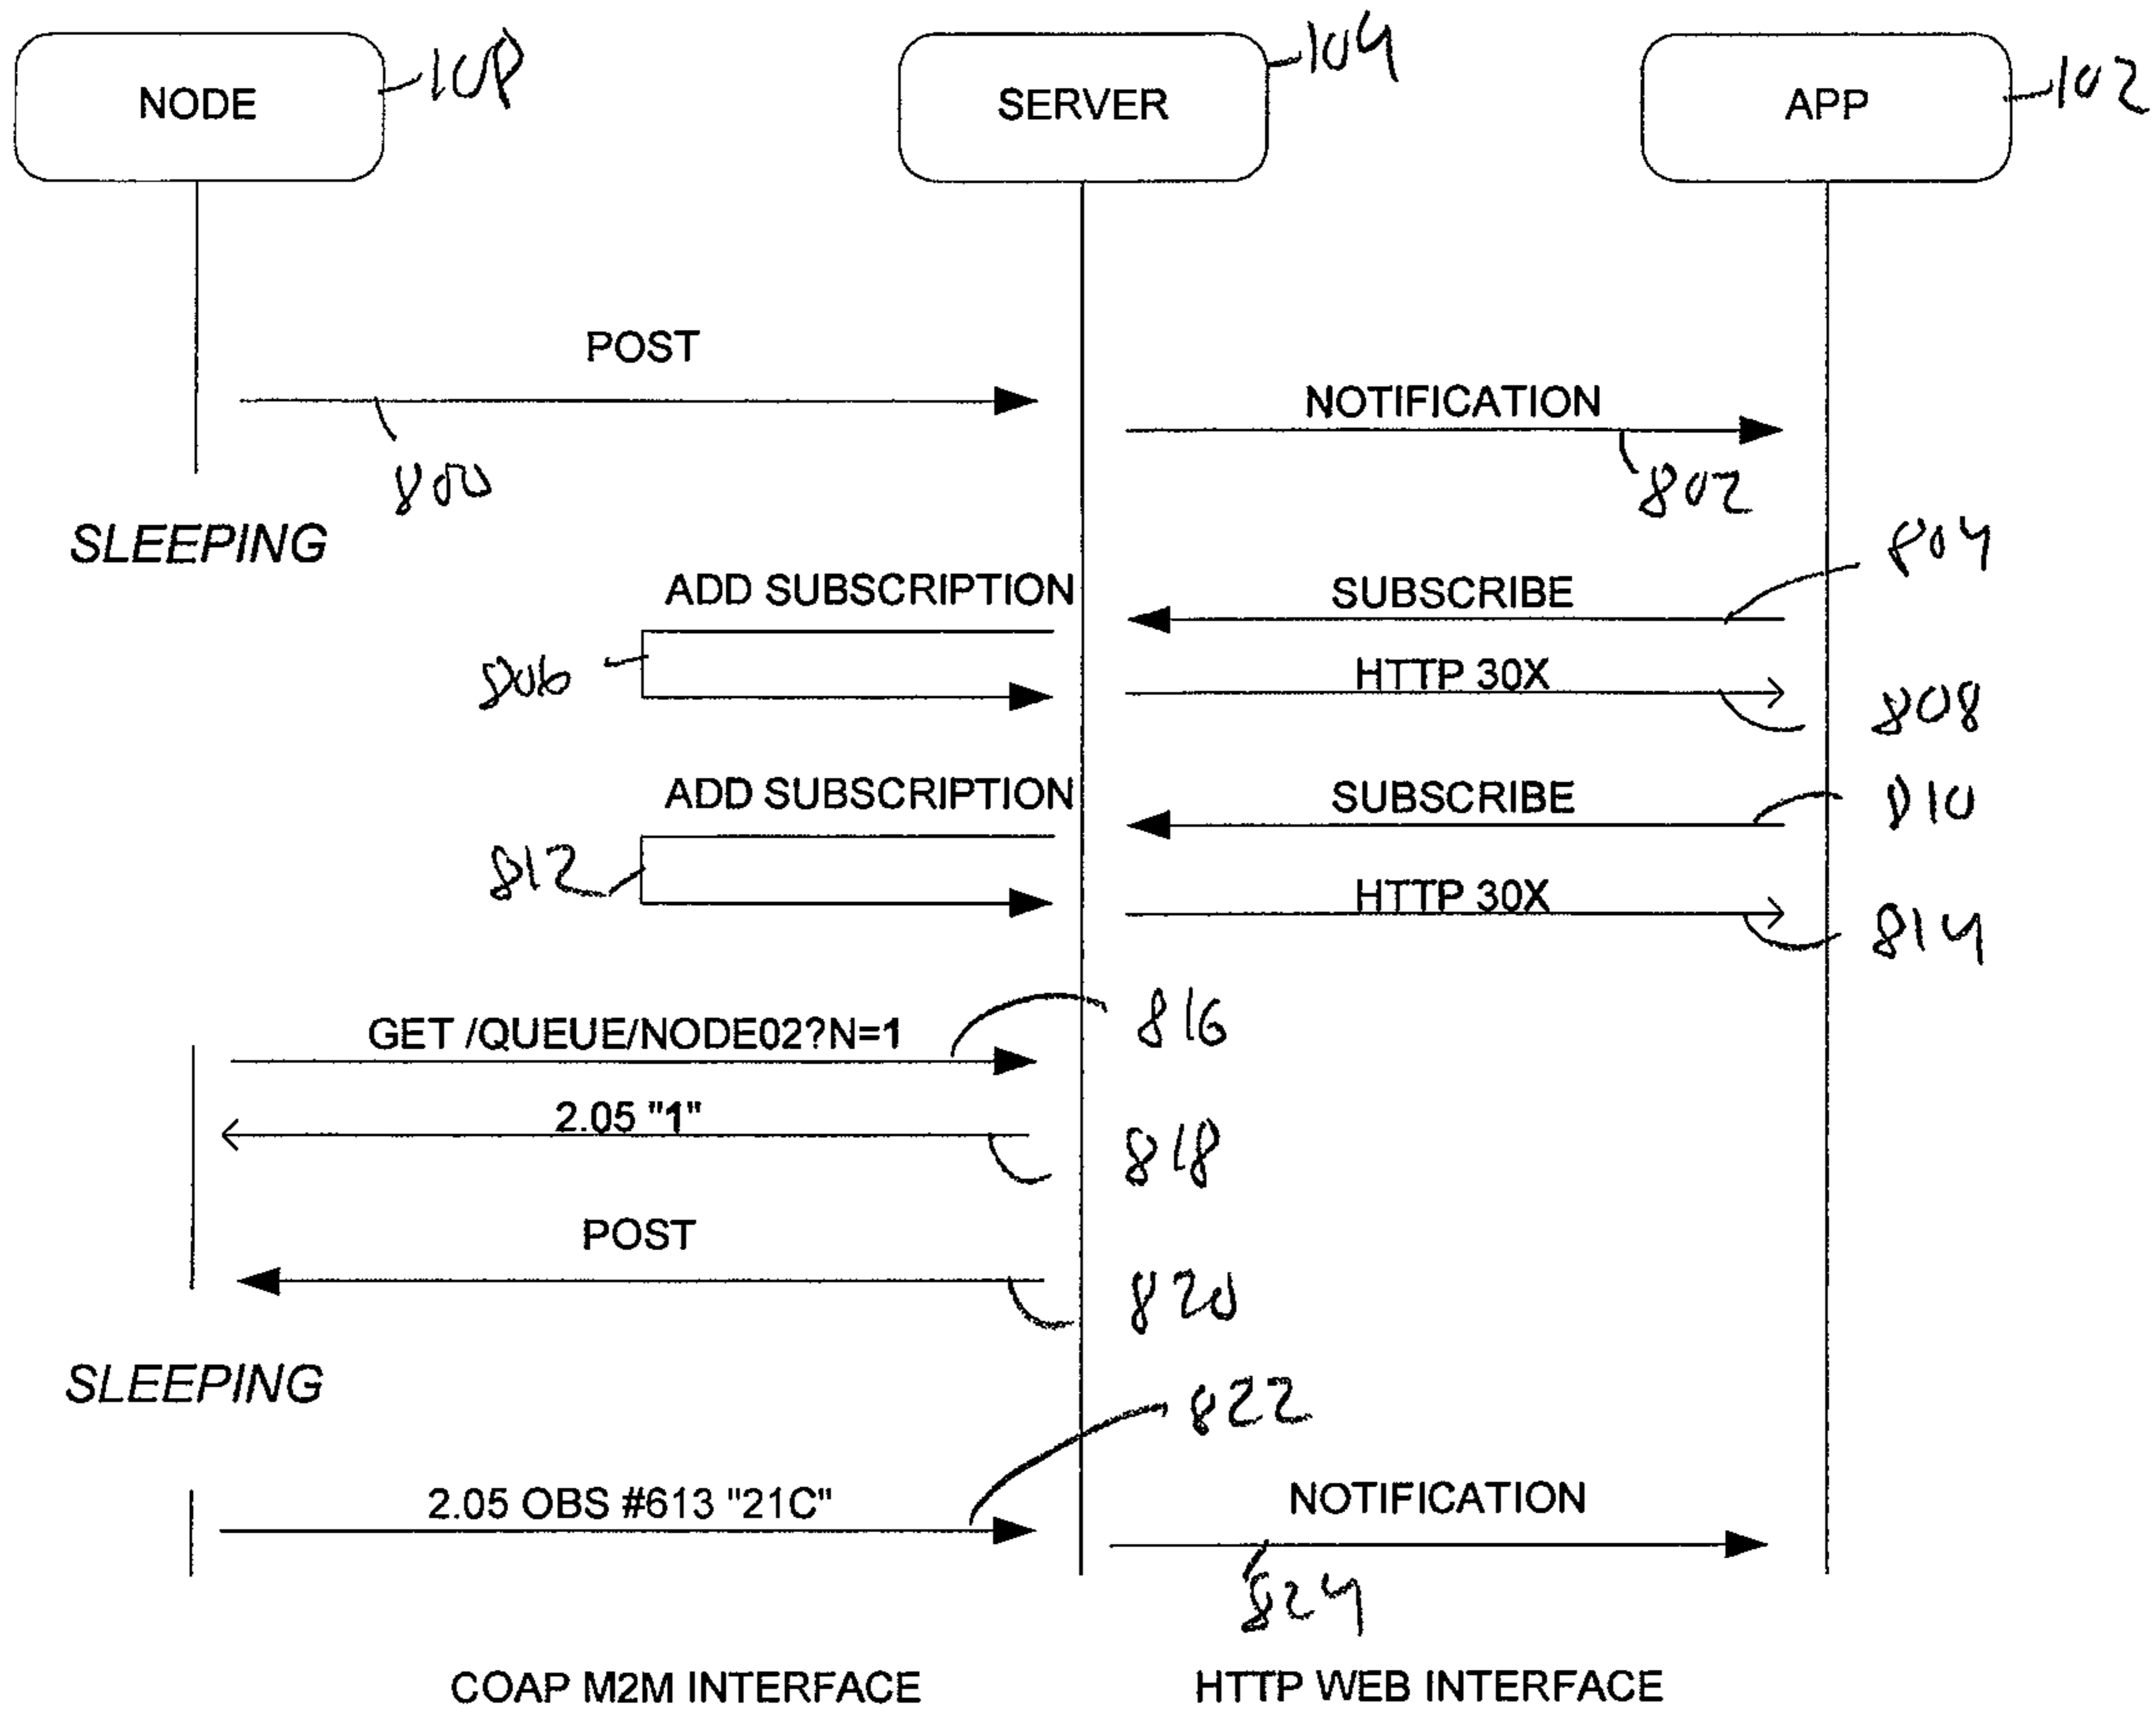 NODE
108
SERVER
104
APP
102
POST
800
NOTIFICATION
802
SLEEPING
804
ADD SUBSCRIPTION
SUBSCRIBE
806
HTTP 30X
808
ADD SUBSCRIPTION
SUBSCRIBE
810
812
HTTP 30X
814
GET /QUEUE/NODE02?N=1
816
2.05 "1"
818
POST
820
SLEEPING
822
2.05 OBS #613 "21C"
NOTIFICATION
824
COAP M2M INTERFACE
HTTP WEB INTERFACE